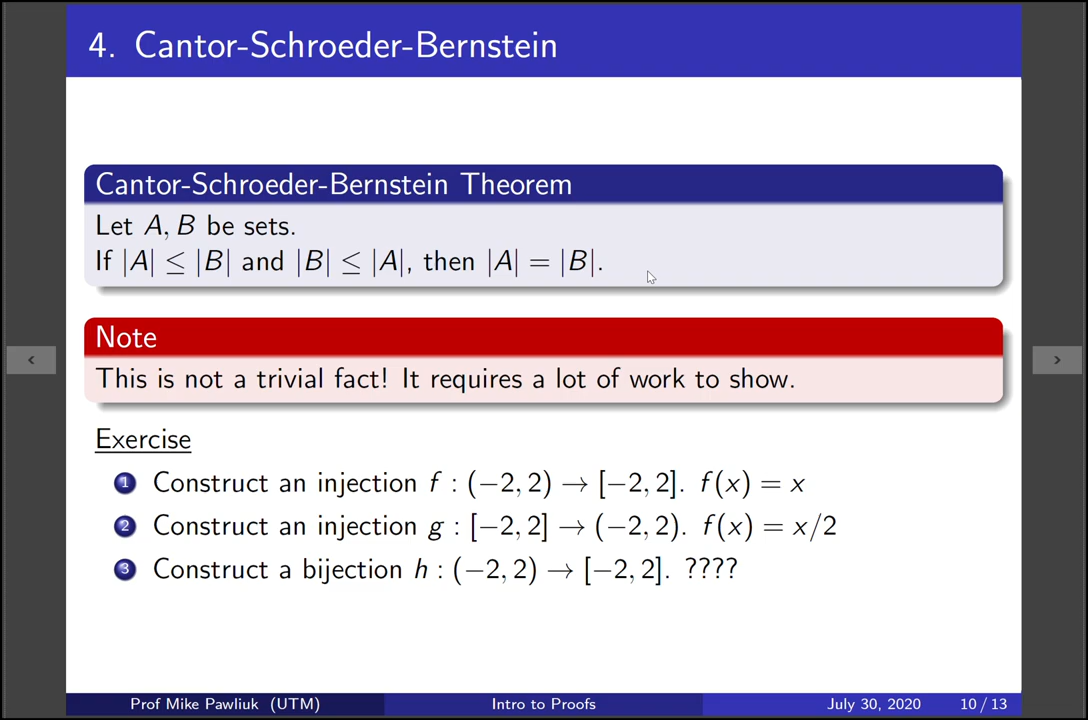 4. Cantor-Schroeder-Bernstein
Cantor-Schroeder-Bernstein Theorem
Let A, B be sets.
If |A| ≤ |B| and |B| ≤ |A|, then |A| = |B|.
Note
This is not a trivial fact! It requires a lot of work to show.
Exercise
1 Construct an injection f : (−2, 2) → [−2, 2]. f(x) = x
2 Construct an injection g : [−2, 2] → (−2, 2). f(x) = x/2
3 Construct a bijection h : (−2, 2) → [−2, 2]. ????
Prof Mike Pawliuk (UTM) Intro to Proofs July 30, 2020 10 / 13